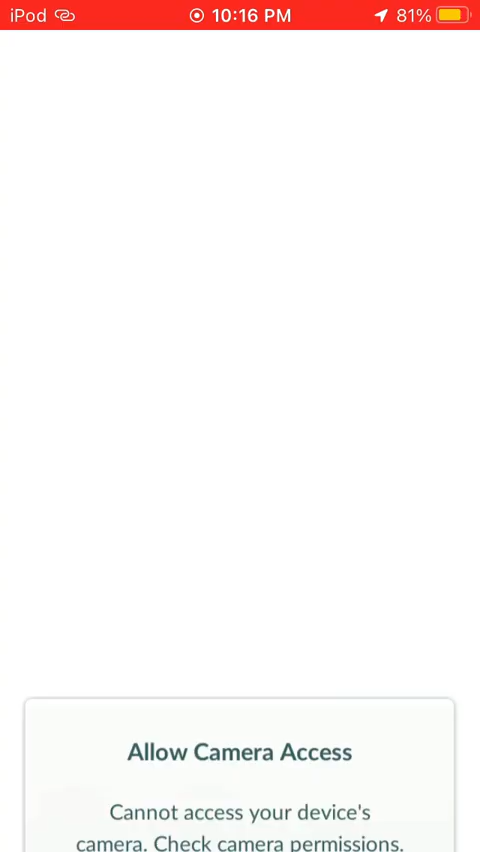 iPod 10:16 PM 81%
Allow Camera Access
Cannot access your device's
camera. Check camera permissions.